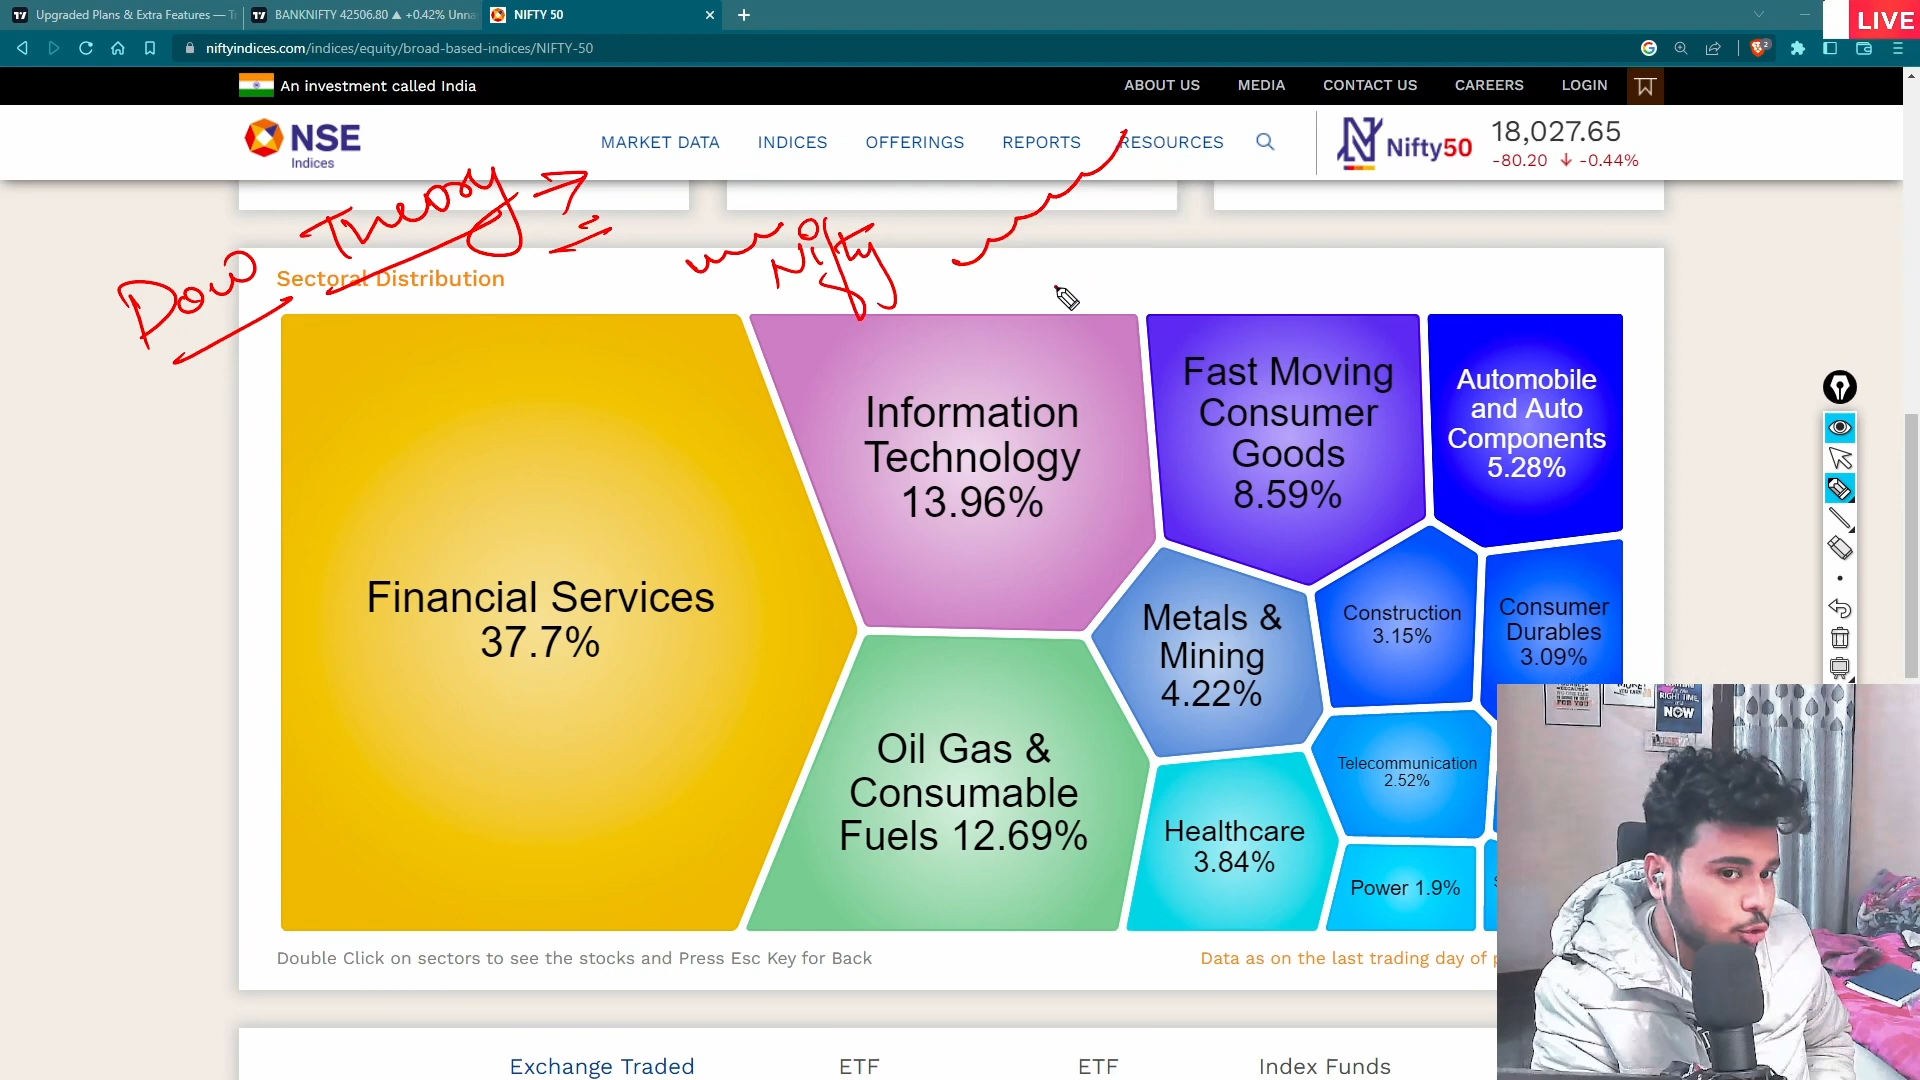 Upgraded Plans & Extra Features — T
BANKNIFTY 42506.80 ▲ +0.42% Unna
NIFTY 50
LIVE
niftyindices.com/indices/equity/broad-based-indices/NIFTY-50
2
An investment called India
ABOUT US
MEDIA
CONTACT US
CAREERS
LOGIN
NSE
Indices
MARKET DATA
INDICES
OFFERINGS
REPORTS
RESOURCES
Nifty50
18,027.65
-80.20 ↓ -0.44%
Dow Theory →
Nifty
Sectoral Distribution
Financial Services
37.7%
Information
Technology
13.96%
Fast Moving
Consumer
Goods
8.59%
Automobile
and Auto
Components
5.28%
Oil Gas &
Consumable
Fuels 12.69%
Metals &
Mining
4.22%
Construction
3.15%
Consumer
Durables
3.09%
Healthcare
3.84%
Telecommunication
2.52%
Power 1.9%
RIGHT TIME
NOW
FOR YOU
Double Click on sectors to see the stocks and Press Esc Key for Back
Data as on the last trading day of
Exchange Traded
ETF
ETF
Index Funds